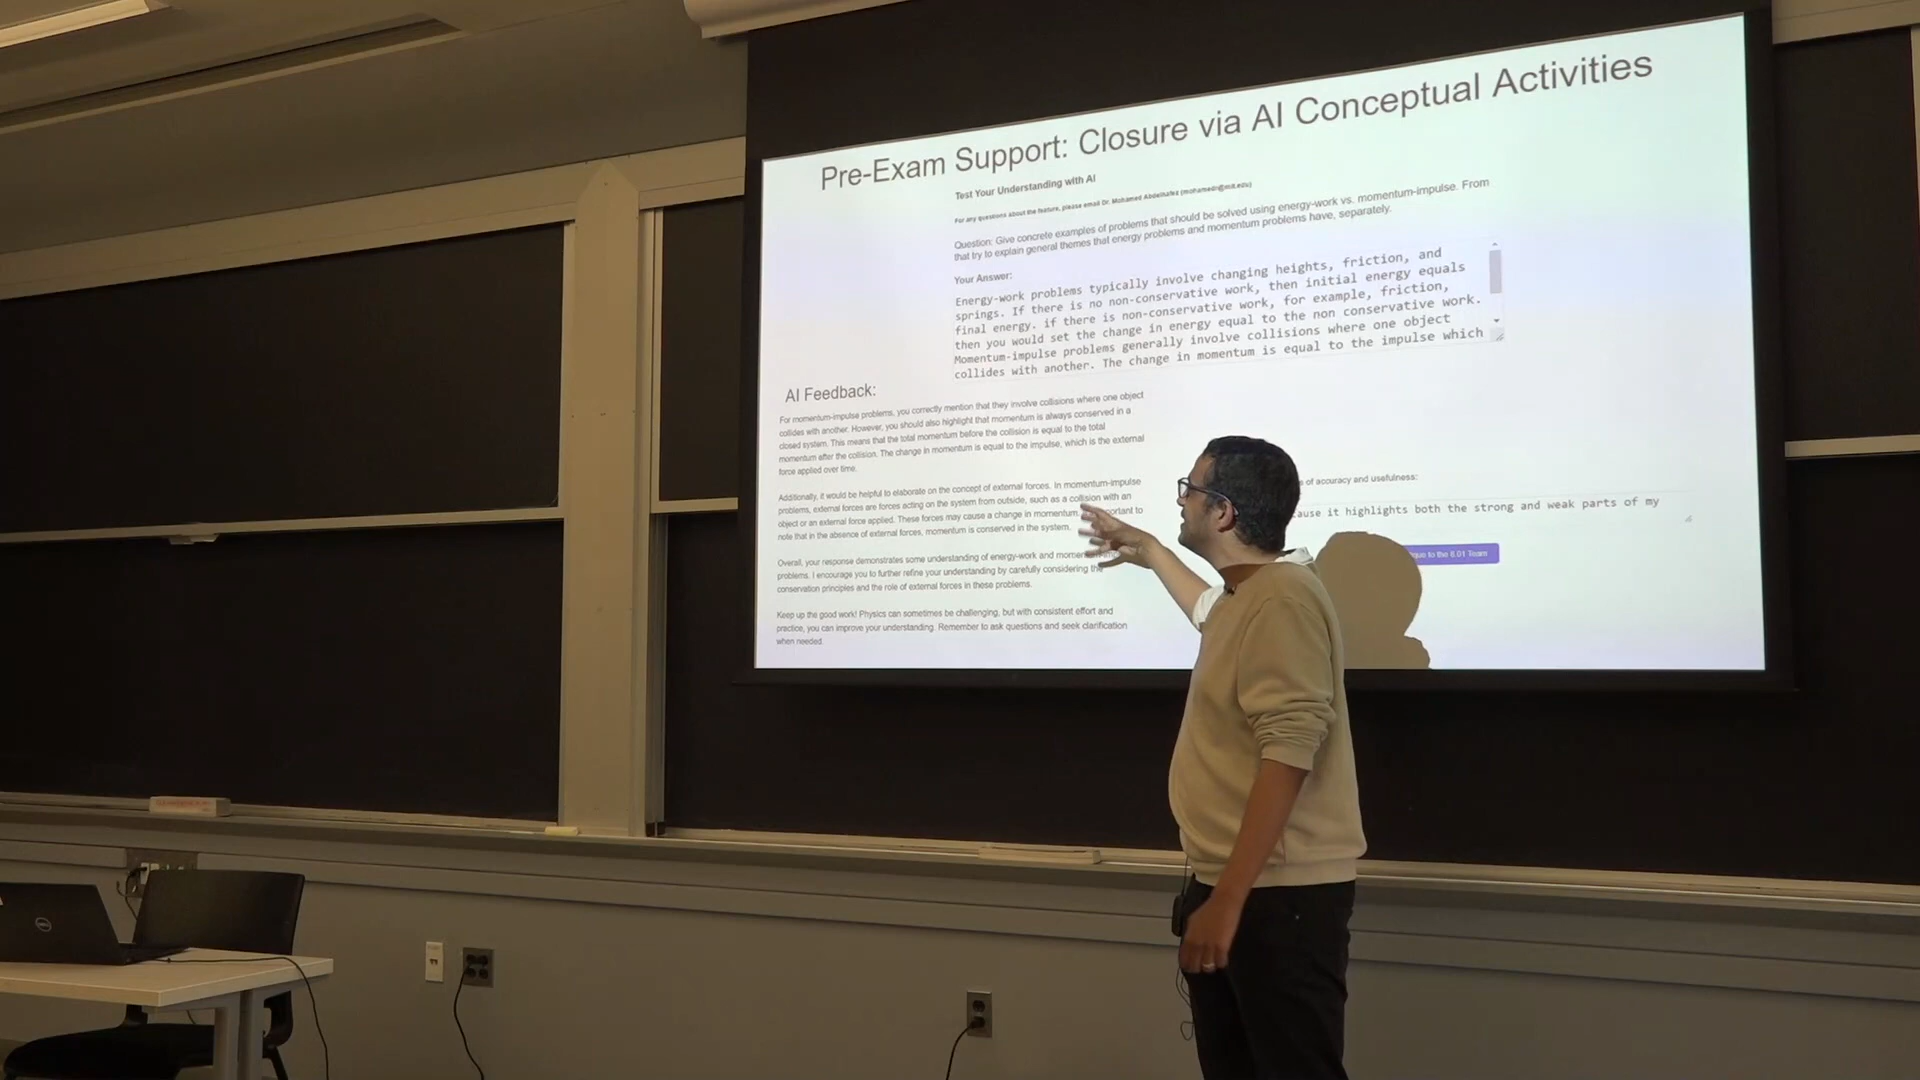 Pre-Exam Support: Closure via AI Conceptual Activities
Test Your Understanding with AI
For any questions about the feature, please email Dr. Mohamed Abdelhafez (mohamedr@mit.edu)
Question: Give concrete examples of problems that should be solved using energy-work vs. momentum-impulse. From
that try to explain general themes that energy problems and momentum problems have, separately.
Your Answer:
Energy-work problems typically involve changing heights, friction, and
springs. If there is no non-conservative work, then initial energy equals
final energy. if there is non-conservative work, for example, friction,
then you would set the change in energy equal to the non conservative work.
Momentum-impulse problems generally involve collisions where one object
collides with another. The change in momentum is equal to the impulse which
AI Feedback:
For momentum-impulse problems, you correctly mention that they involve collisions where one object
collides with another. However, you should also highlight that momentum is always conserved in a
closed system. This means that the total momentum before the collision is equal to the total
momentum after the collision. The change in momentum is equal to the impulse, which is the external
force applied over time.
Additionally, it would be helpful to elaborate on the concept of external forces. In momentum-impulse
problems, external forces are forces acting on the system from outside, such as a collision with an
object or an external force applied. These forces may cause a change in momentum. important to
note that in the absence of external forces, momentum is conserved in the system.
Overall, your response demonstrates some understanding of energy-work and
problems. I encourage you to further refine your understanding by carefully considering the
conservation principles and the role of external forces in these problems.
Keep up the good work! Physics can sometimes be challenging, but with consistent effort and
practice, you can improve your understanding. Remember to ask questions and seek clarification
when needed.
of accuracy and usefulness:
it highlights both the strong and weak parts of my
to the 8.01 Team
DELL